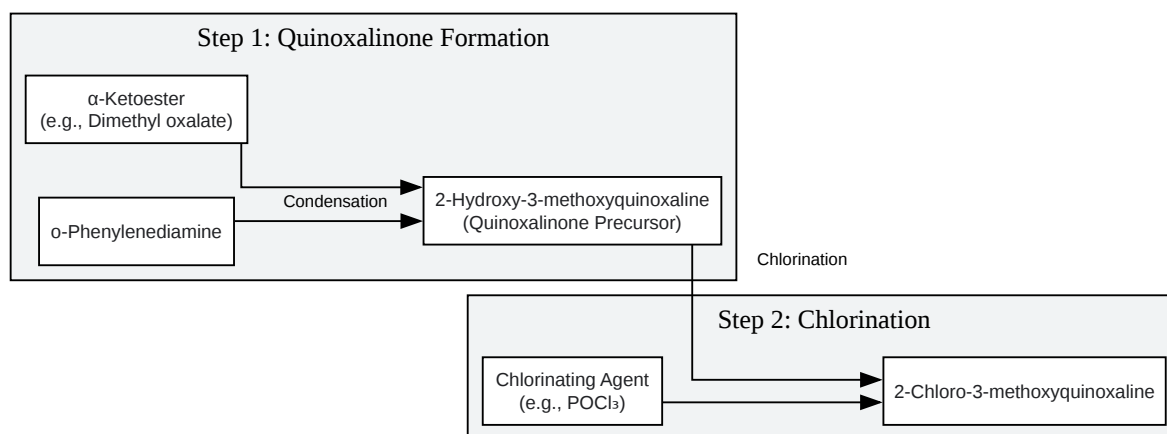 Step 1: Quinoxalinone Formation
α-Ketoester
(e.g., Dimethyl oxalate)
o-Phenylenediamine
Condensation
2-Hydroxy-3-methoxyquinoxaline
(Quinoxalinone Precursor)
Chlorination
Step 2: Chlorination
Chlorinating Agent
(e.g., POCl₃)
2-Chloro-3-methoxyquinoxaline